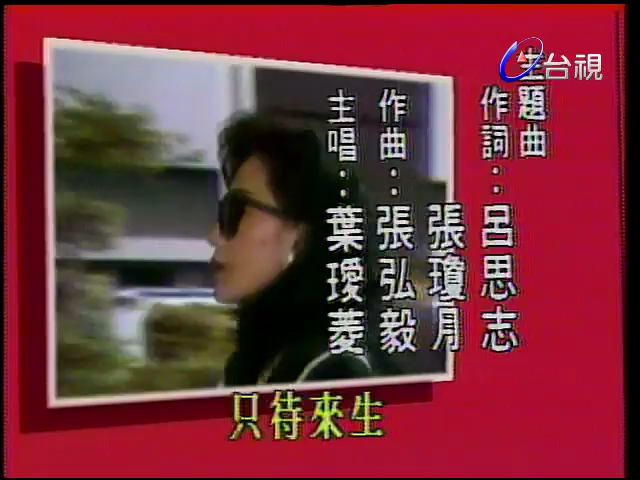 台視
主題曲
作詞：呂思志
張瓊月
作曲：張弘毅
主唱：葉璦菱
只待來生